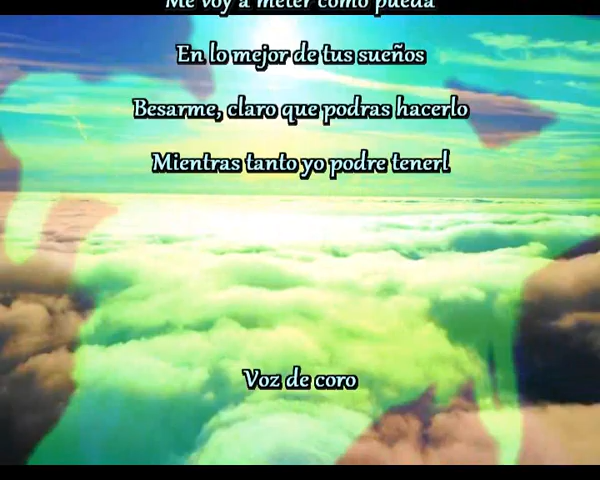 Me voy a meter como pueda
En lo mejor de tus sueños
Besarme, claro que podras hacerlo
Mientras tanto yo podre tenerl
Voz de coro